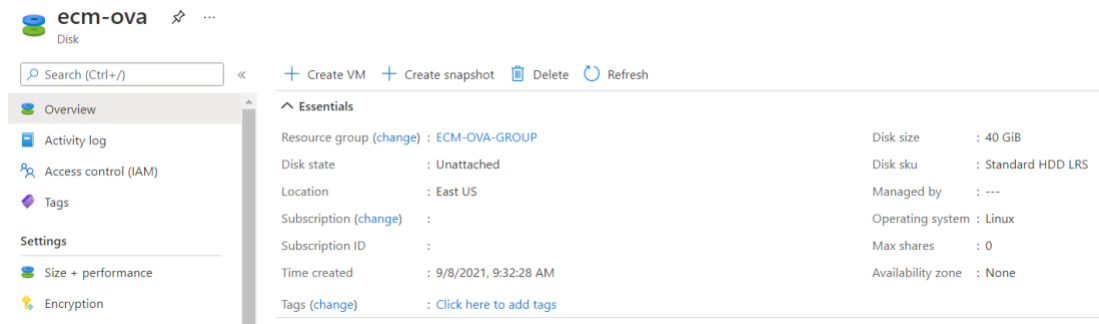 ecm-ova
Disk
Search (Ctrl+/)
Overview
Activity log
Access control (IAM)
Tags
Settings
Size + performance
Encryption
Create VM Create snapshot Delete Refresh
Essentials
Resource group (change) : ECM-OVA-GROUP
Disk state : Unattached
Location : East US
Subscription (change) :
Subscription ID :
Time created : 9/8/2021, 9:32:28 AM
Tags (change) : Click here to add tags
Disk size : 40 GiB
Disk sku : Standard HDD LRS
Managed by : ---
Operating system : Linux
Max shares : 0
Availability zone : None